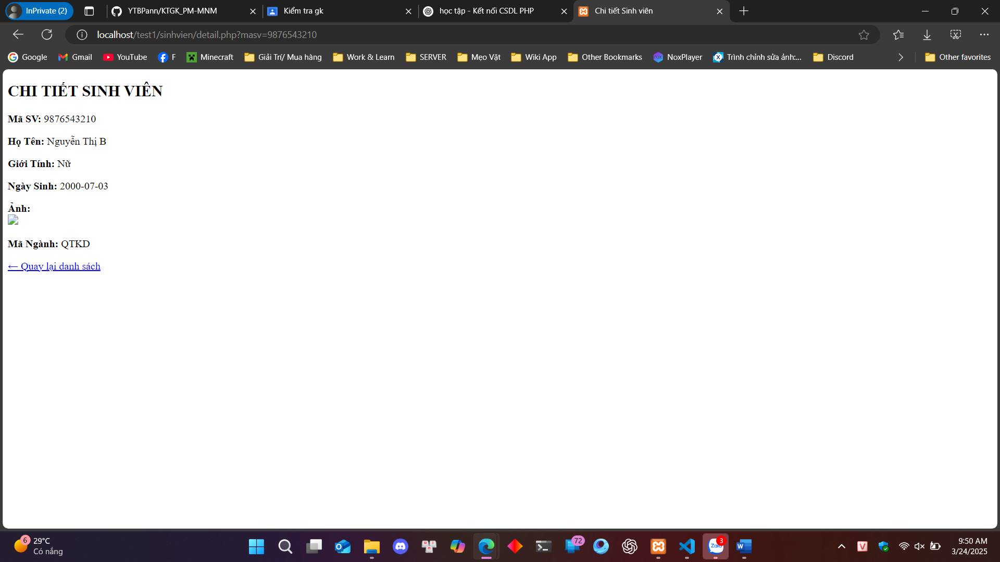 InPrivate (2)
YTBPann/KTGK_PM-MNM
Kiểm tra gk
học tập - Kết nối CSDL PHP
Chi tiết Sinh viên
localhost/test1/sinhvien/detail.php?masv=9876543210
Google
Gmail
YouTube
F
Minecraft
Giải Trí/ Mua hàng
Work & Learn
SERVER
Mẹo Vặt
Wiki App
Other Bookmarks
NoxPlayer
Trình chỉnh sửa ảnh:...
Discord
Other favorites
CHI TIẾT SINH VIÊN
Mã SV: 9876543210
Họ Tên: Nguyễn Thị B
Giới Tính: Nữ
Ngày Sinh: 2000-07-03
Ảnh:
Mã Ngành: QTKD
← Quay lại danh sách
6
29°C
Có nắng
72
Zalo
3
9:50 AM
3/24/2025